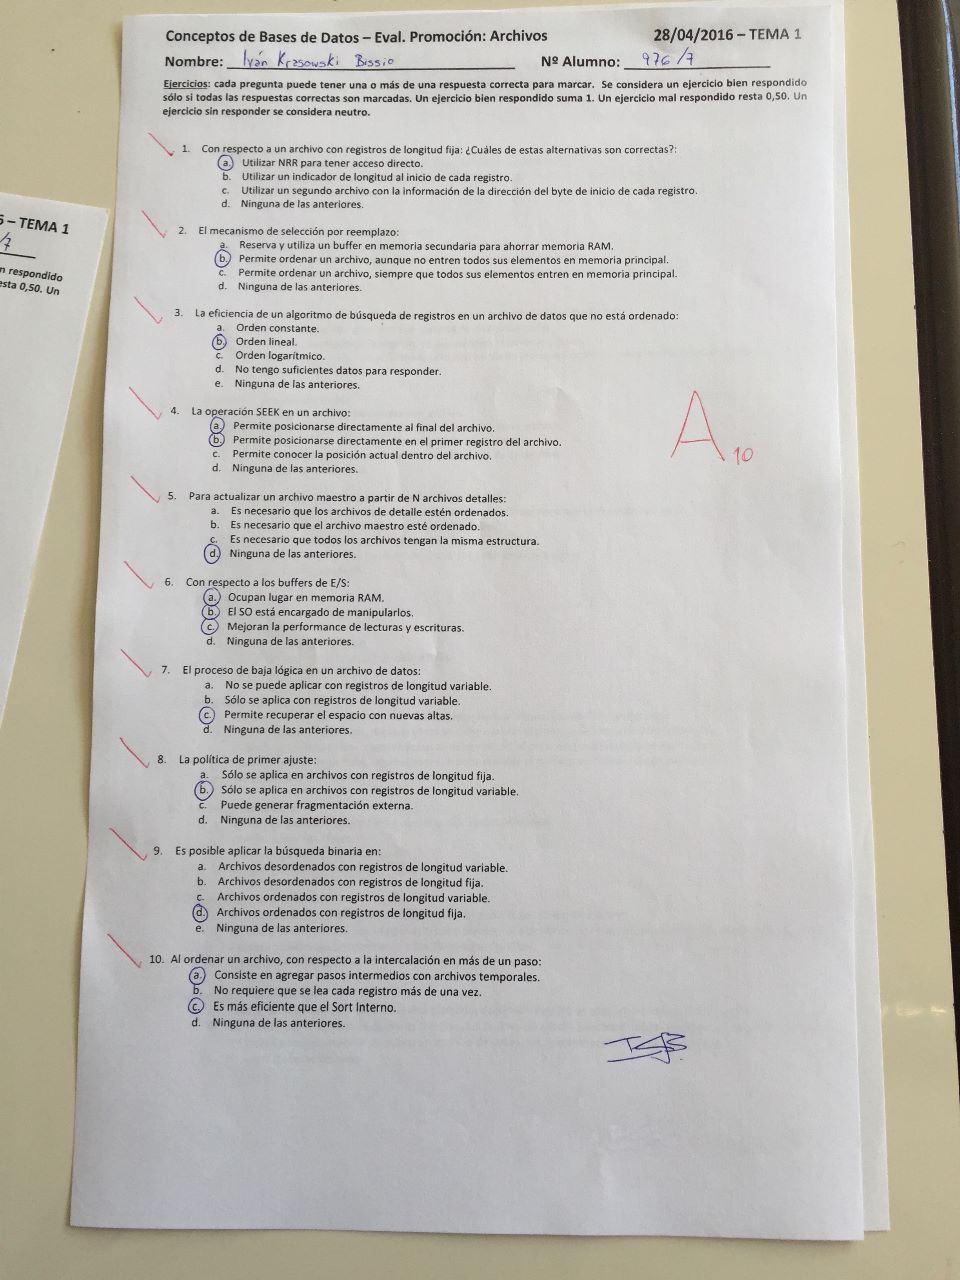 Conceptos de Bases de Datos – Eval. Promoción: Archivos 28/04/2016 – TEMA 1
Nombre: Iván Krasowski Bissio Nº Alumno: 976/7
Ejercicios: cada pregunta puede tener una o más de una respuesta correcta para marcar. Se considera un ejercicio bien respondido
sólo si todas las respuestas correctas son marcadas. Un ejercicio bien respondido suma 1. Un ejercicio mal respondido resta 0,50. Un
ejercicio sin responder se considera neutro.
1. Con respecto a un archivo con registros de longitud fija: ¿Cuáles de estas alternativas son correctas?:
a. Utilizar NRR para tener acceso directo.
b. Utilizar un indicador de longitud al inicio de cada registro.
c. Utilizar un segundo archivo con la información de la dirección del byte de inicio de cada registro.
d. Ninguna de las anteriores.
2. El mecanismo de selección por reemplazo:
a. Reserva y utiliza un buffer en memoria secundaria para ahorrar memoria RAM.
b. Permite ordenar un archivo, aunque no entren todos sus elementos en memoria principal.
c. Permite ordenar un archivo, siempre que todos sus elementos entren en memoria principal.
d. Ninguna de las anteriores.
3. La eficiencia de un algoritmo de búsqueda de registros en un archivo de datos que no está ordenado:
a. Orden constante.
b. Orden lineal.
c. Orden logarítmico.
d. No tengo suficientes datos para responder.
e. Ninguna de las anteriores.
4. La operación SEEK en un archivo:
a. Permite posicionarse directamente al final del archivo.
b. Permite posicionarse directamente en el primer registro del archivo.
c. Permite conocer la posición actual dentro del archivo.
d. Ninguna de las anteriores.
A 10
5. Para actualizar un archivo maestro a partir de N archivos detalles:
a. Es necesario que los archivos de detalle estén ordenados.
b. Es necesario que el archivo maestro esté ordenado.
c. Es necesario que todos los archivos tengan la misma estructura.
d. Ninguna de las anteriores.
6. Con respecto a los buffers de E/S:
a. Ocupan lugar en memoria RAM.
b. El SO está encargado de manipularlos.
c. Mejoran la performance de lecturas y escrituras.
d. Ninguna de las anteriores.
7. El proceso de baja lógica en un archivo de datos:
a. No se puede aplicar con registros de longitud variable.
b. Sólo se aplica con registros de longitud variable.
c. Permite recuperar el espacio con nuevas altas.
d. Ninguna de las anteriores.
8. La política de primer ajuste:
a. Sólo se aplica en archivos con registros de longitud fija.
b. Sólo se aplica en archivos con registros de longitud variable.
c. Puede generar fragmentación externa.
d. Ninguna de las anteriores.
9. Es posible aplicar la búsqueda binaria en:
a. Archivos desordenados con registros de longitud variable.
b. Archivos desordenados con registros de longitud fija.
c. Archivos ordenados con registros de longitud variable.
d. Archivos ordenados con registros de longitud fija.
e. Ninguna de las anteriores.
10. Al ordenar un archivo, con respecto a la intercalación en más de un paso:
a. Consiste en agregar pasos intermedios con archivos temporales.
b. No requiere que se lea cada registro más de una vez.
c. Es más eficiente que el Sort Interno.
d. Ninguna de las anteriores.
– TEMA 1
/7
respondido
esta 0,50. Un